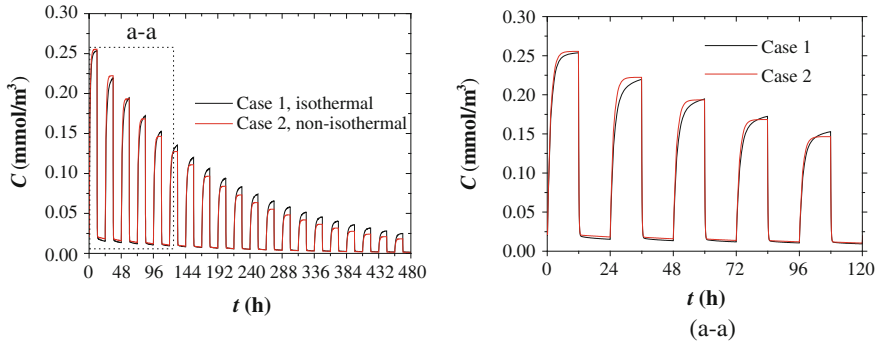 a-a
C (mmol/m³)
0.30
0.25
0.20
0.15
0.10
0.05
0.00
Case 1, isothermal
Case 2, non-isothermal
0 48 96 144 192 240 288 336 384 432 480
t (h)
C (mmol/m³)
0.30
0.25
0.20
0.15
0.10
0.05
0.00
Case 1
Case 2
0 24 48 72 96 120
t (h)
(a-a)